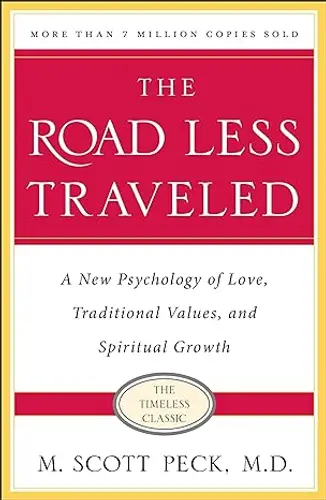 MORE THAN 7 MILLION COPIES SOLD
THE
ROAD LESS
TRAVELED
A New Psychology of Love,
Traditional Values, and
Spiritual Growth
THE
TIMELESS
CLASSIC
M. SCOTT PECK, M.D.